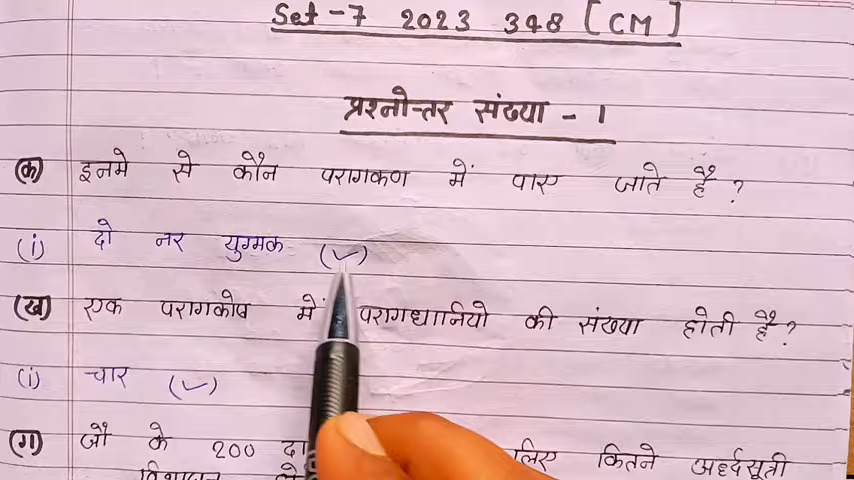 Set-7 2023 348 [CM]
प्रश्नोत्तर संख्या - 1
(क) इनमे से कौन परागकण में पाए जाते है ?
(i) दो नर युग्मक (✓)
(ख) एक परागकोष में परागधानियो की संख्या होती है ?
(i) चार (✓)
(ग) जौ के 200 लिए कितने अर्द्धसूत्री